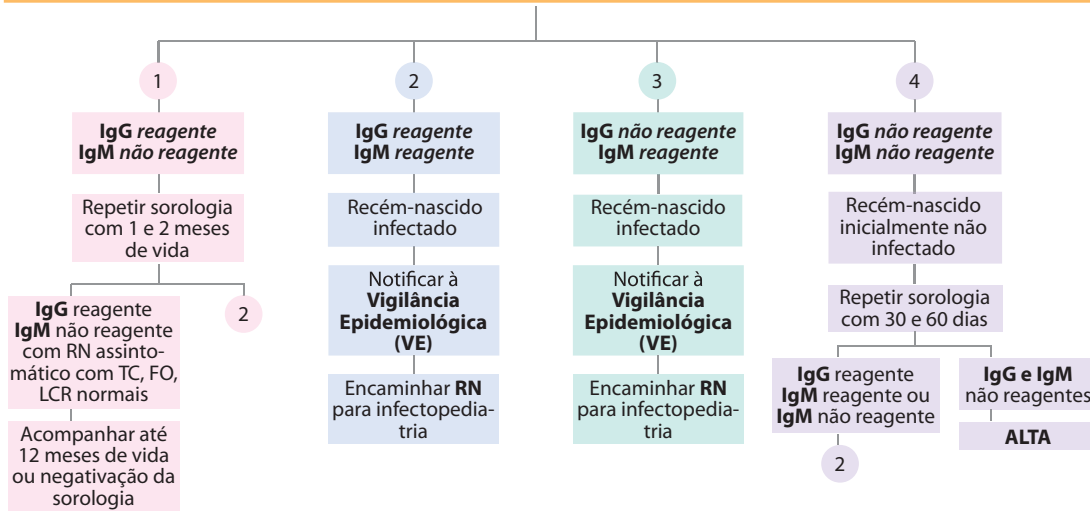 1
IgG reagente
IgM não reagente
Repetir sorologia
com 1 e 2 meses
de vida
IgG reagente
IgM não reagente
com RN assinto-
mático com TC, FO,
LCR normais
2
Acompanhar até
12 meses de vida
ou negativação da
sorologia
2
IgG reagente
IgM reagente
Recém-nascido
infectado
Notificar à
Vigilância
Epidemiológica
(VE)
Encaminhar RN
para infectopedia-
tria
3
IgG não reagente
IgM reagente
Recém-nascido
infectado
Notificar à
Vigilância
Epidemiológica
(VE)
Encaminhar RN
para infectopedia-
tria
4
IgG não reagente
IgM não reagente
Recém-nascido
inicialmente não
infectado
Repetir sorologia
com 30 e 60 dias
IgG reagente
IgM reagente ou
IgM não reagente
2
IgG e IgM
não reagentes
ALTA